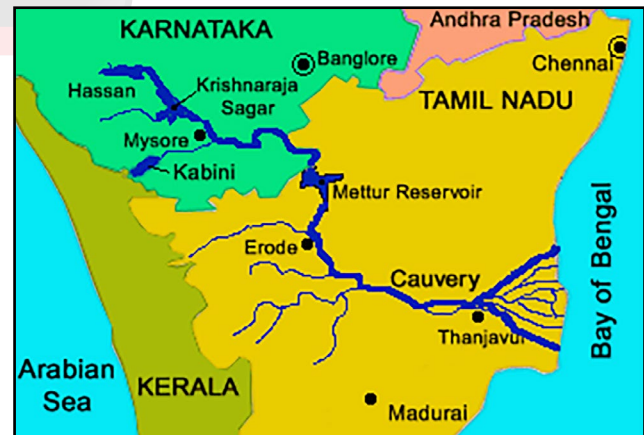 Andhra Pradesh
KARNATAKA
Banglore
Chennai
Hassan
Krishnaraja
Sagar
TAMIL NADU
Mysore
Kabini
Mettur Reservoir
Erode
Cauvery
Bay of Bengal
Thanjavur
Arabian
Sea
KERALA
Madurai